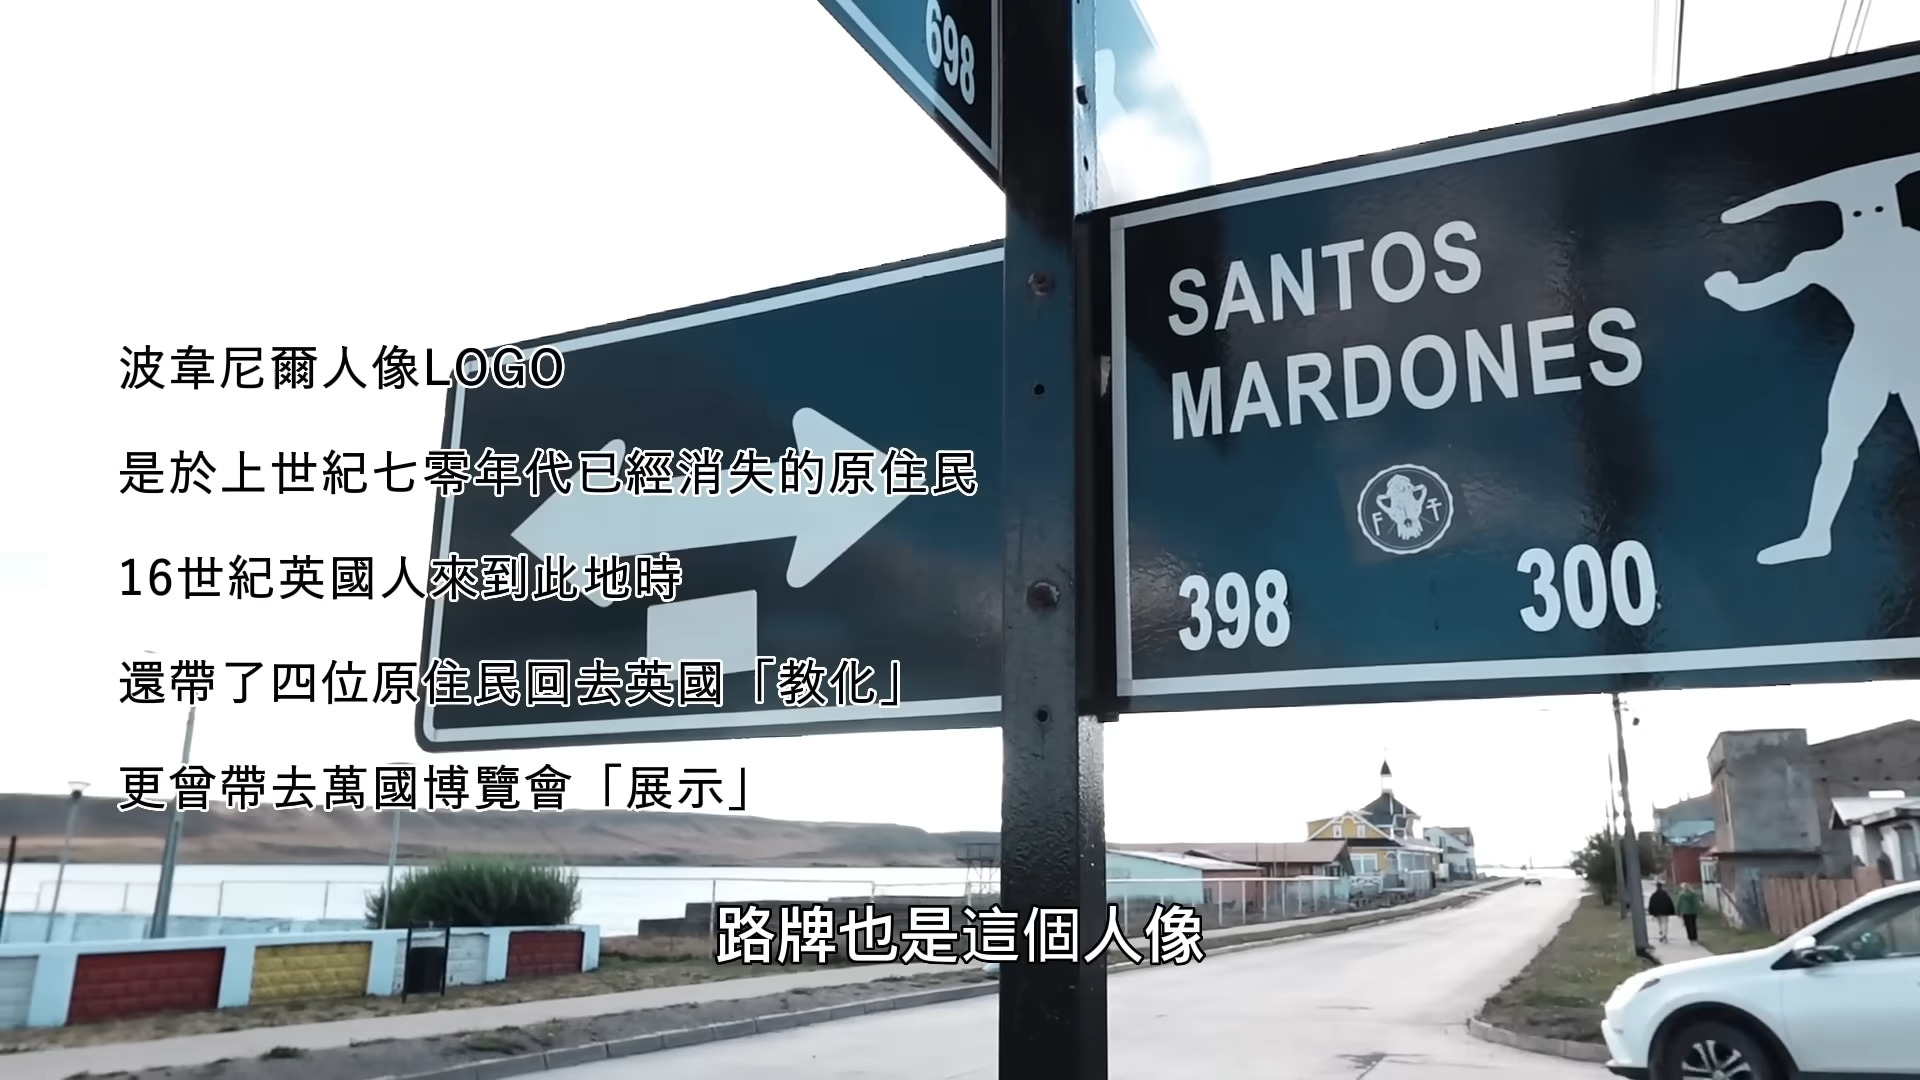 698
SANTOS
MARDONES
F
398
300
波韋尼爾人像LOGO
是於上世紀七零年代已經消失的原住民
16世紀英國人來到此地時
還帶了四位原住民回去英國「教化」
更曾帶去萬國博覽會「展示」
路牌也是這個人像